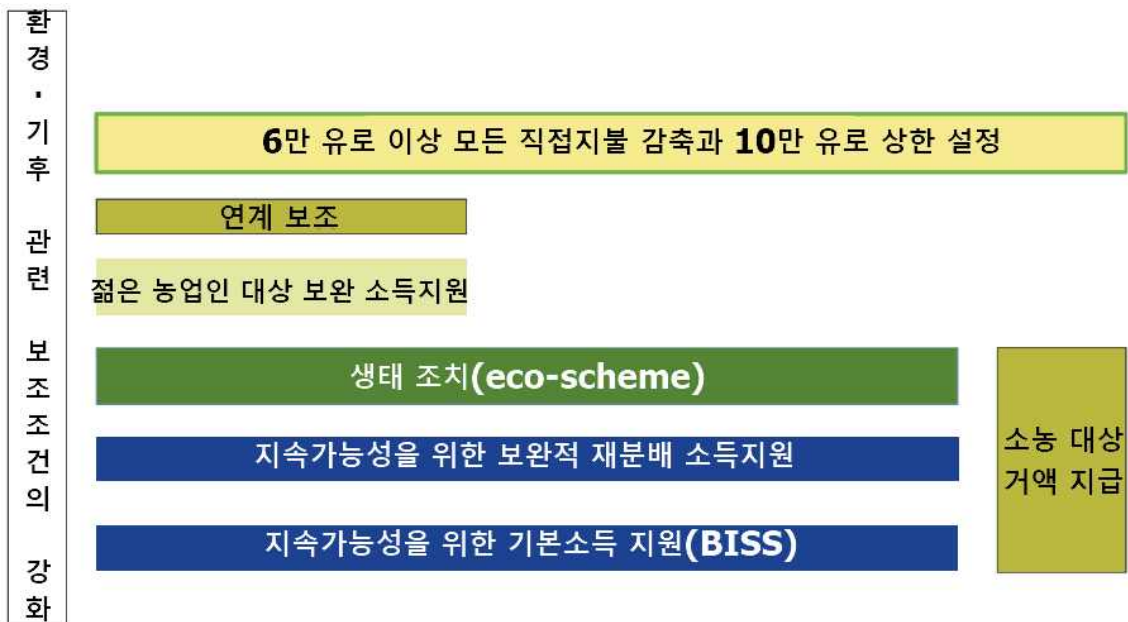 환경·기후 관련 보조조건의 강화
6만 유로 이상 모든 직접지불 감축과 10만 유로 상한 설정
연계 보조
젊은 농업인 대상 보완 소득지원
생태 조치(eco-scheme)
지속가능성을 위한 보완적 재분배 소득지원
지속가능성을 위한 기본소득 지원(BISS)
소농 대상
거액 지급